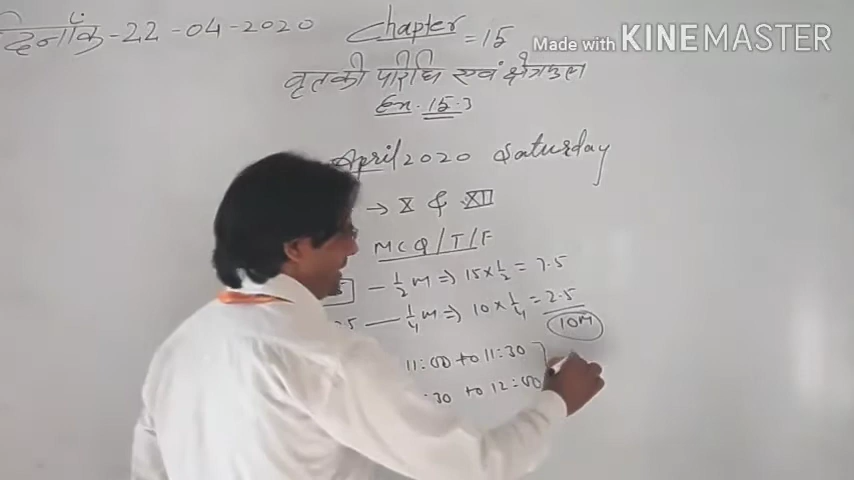 दिनाँक-22-04-2020
Chapter = 15
Made with KINEMASTER
वृतकी परिधि एवं क्षेत्रफल
Ex. 15.3
April 2020 Saturday
→ X & XII
MCQ/T/F
- 1/2 M ⇒ 15 × 1/2 = 7.5
5 — 1/4 M ⇒ 10 × 1/4 = 2.5
10M
11:00 to 11:30
:30 to 12:00